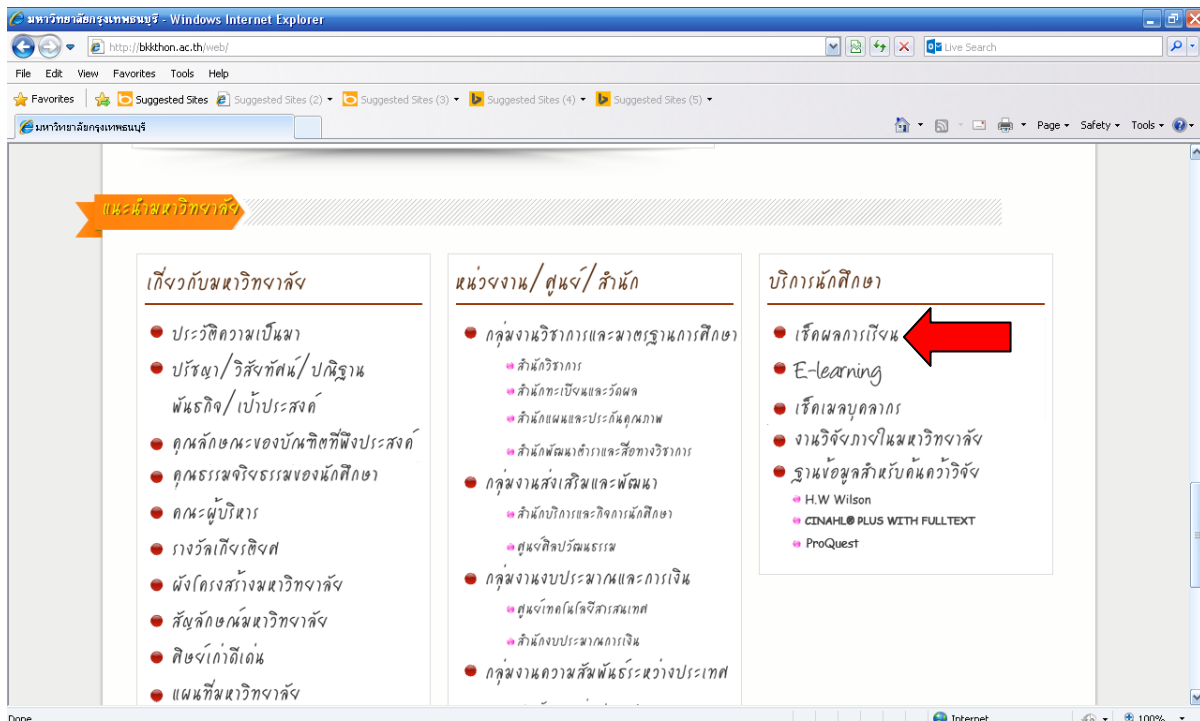 มหาวิทยาลัยกรุงเทพธนบุรี - Windows Internet Explorer
http://bkkthon.ac.th/web/
Live Search
File Edit View Favorites Tools Help
Favorites Suggested Sites Suggested Sites (2) Suggested Sites (3) Suggested Sites (4) Suggested Sites (5)
มหาวิทยาลัยกรุงเทพธนบุรี
Page Safety Tools
แนะนำมหาวิทยาลัย
เกี่ยวกับมหาวิทยาลัย
ประวัติความเป็นมา
ปรัชญา/วิสัยทัศน์/ปณิฐาน
พันธกิจ/เป้าประสงค์
คุณลักษณะของบัณฑิตที่พึงประสงค์
คุณธรรมจริยธรรมของนักศึกษา
คณะผู้บริหาร
รางวัลเกียรติยศ
ผังโครงสร้างมหาวิทยาลัย
สัญลักษณ์มหาวิทยาลัย
ศิษย์เก่าดีเด่น
แผนที่มหาวิทยาลัย
หน่วยงาน/ศูนย์/สำนัก
กลุ่มงานวิชาการและมาตรฐานการศึกษา
สำนักวิชาการ
สำนักทะเบียนและวัดผล
สำนักแผนและประกันคุณภาพ
สำนักพัฒนาตำราและสื่อทางวิชาการ
กลุ่มงานส่งเสริมและพัฒนา
สำนักบริการและกิจการนักศึกษา
ศูนย์ศิลปวัฒนธรรม
กลุ่มงานงบประมาณและการเงิน
ศูนย์เทคโนโลยีสารสนเทศ
สำนักงบประมาณการเงิน
กลุ่มงานความสัมพันธ์ระหว่างประเทศ
บริการนักศึกษา
เช็คผลการเรียน
E-learning
เช็คเมลบุคลากร
งานวิจัยภายในมหาวิทยาลัย
ฐานข้อมูลสำหรับค้นคว้าวิจัย
H.W Wilson
CINAHL® PLUS WITH FULLTEXT
ProQuest
Done
Internet
100%